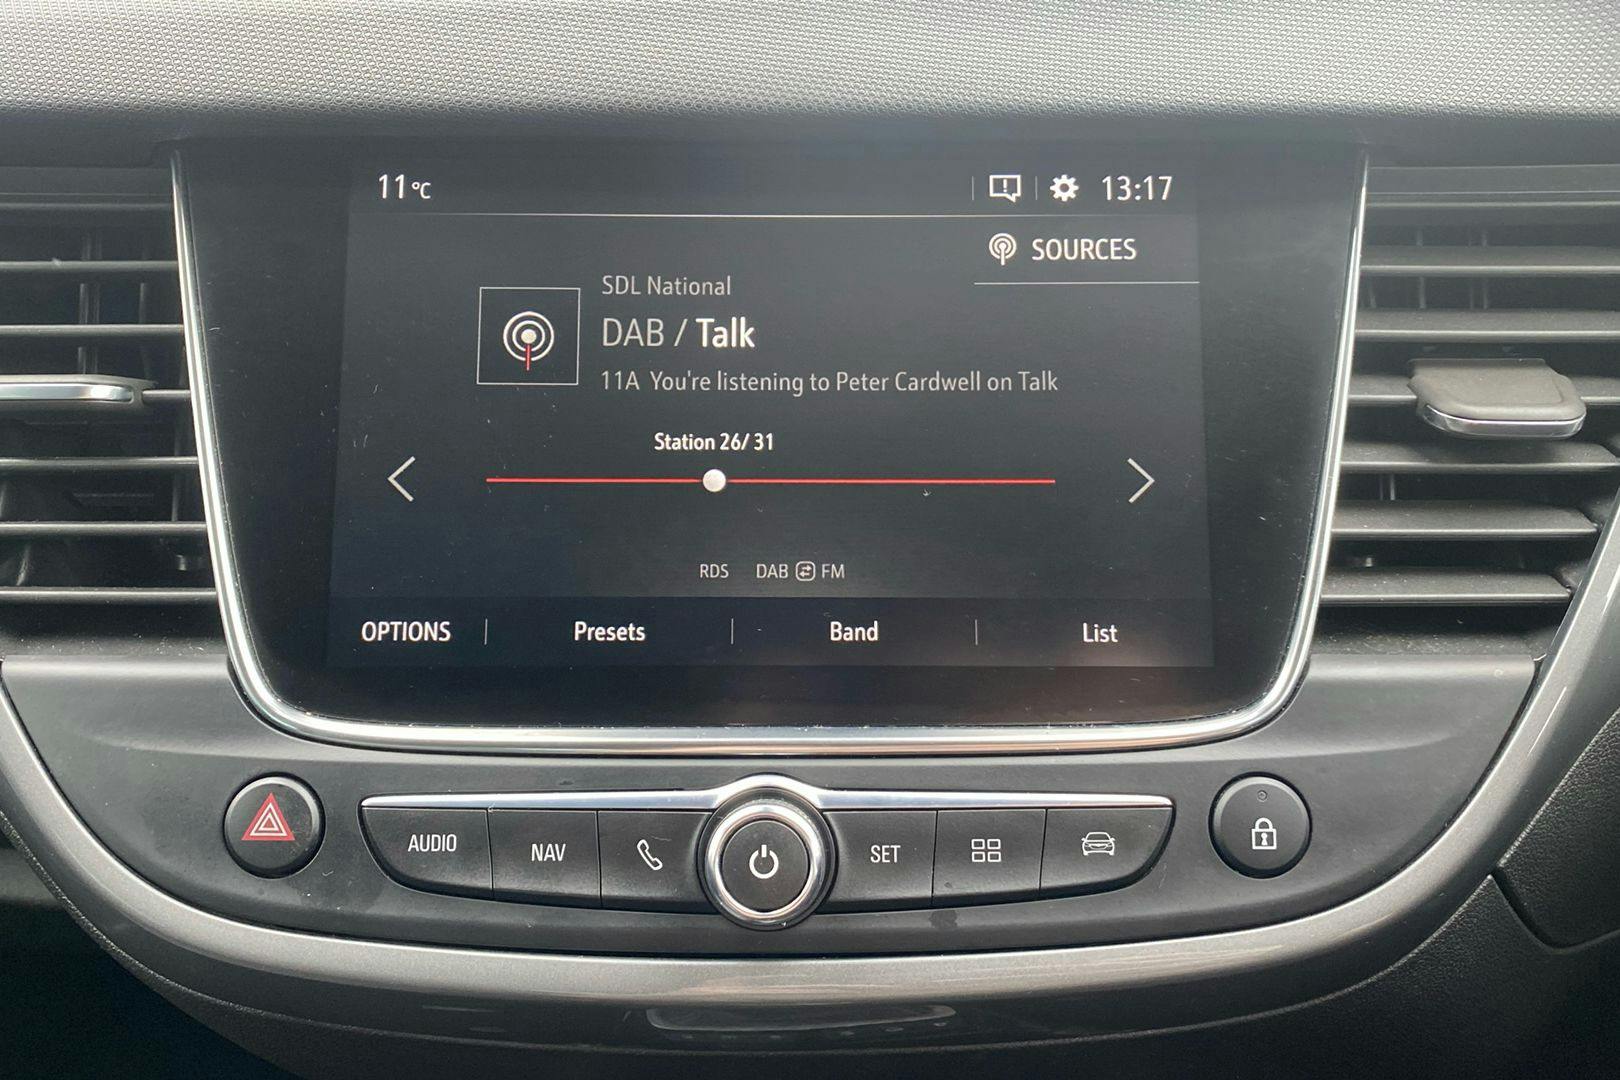 11°C
13:17
SOURCES
SDL National
DAB / Talk
11A You're listening to Peter Cardwell on Talk
Station 26/ 31
RDS DAB FM
OPTIONS Presets Band List
AUDIO NAV SET